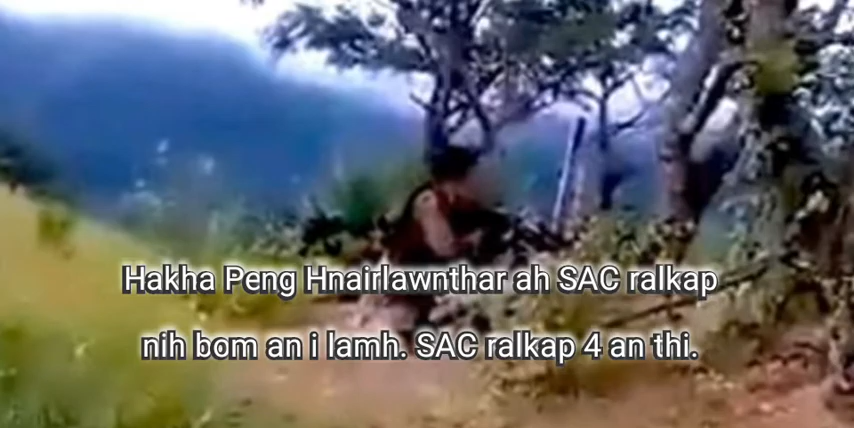 Hakha Peng Hnairlawnthar ah SAC ralkap
nih bom an i lamh. SAC ralkap 4 an thi.